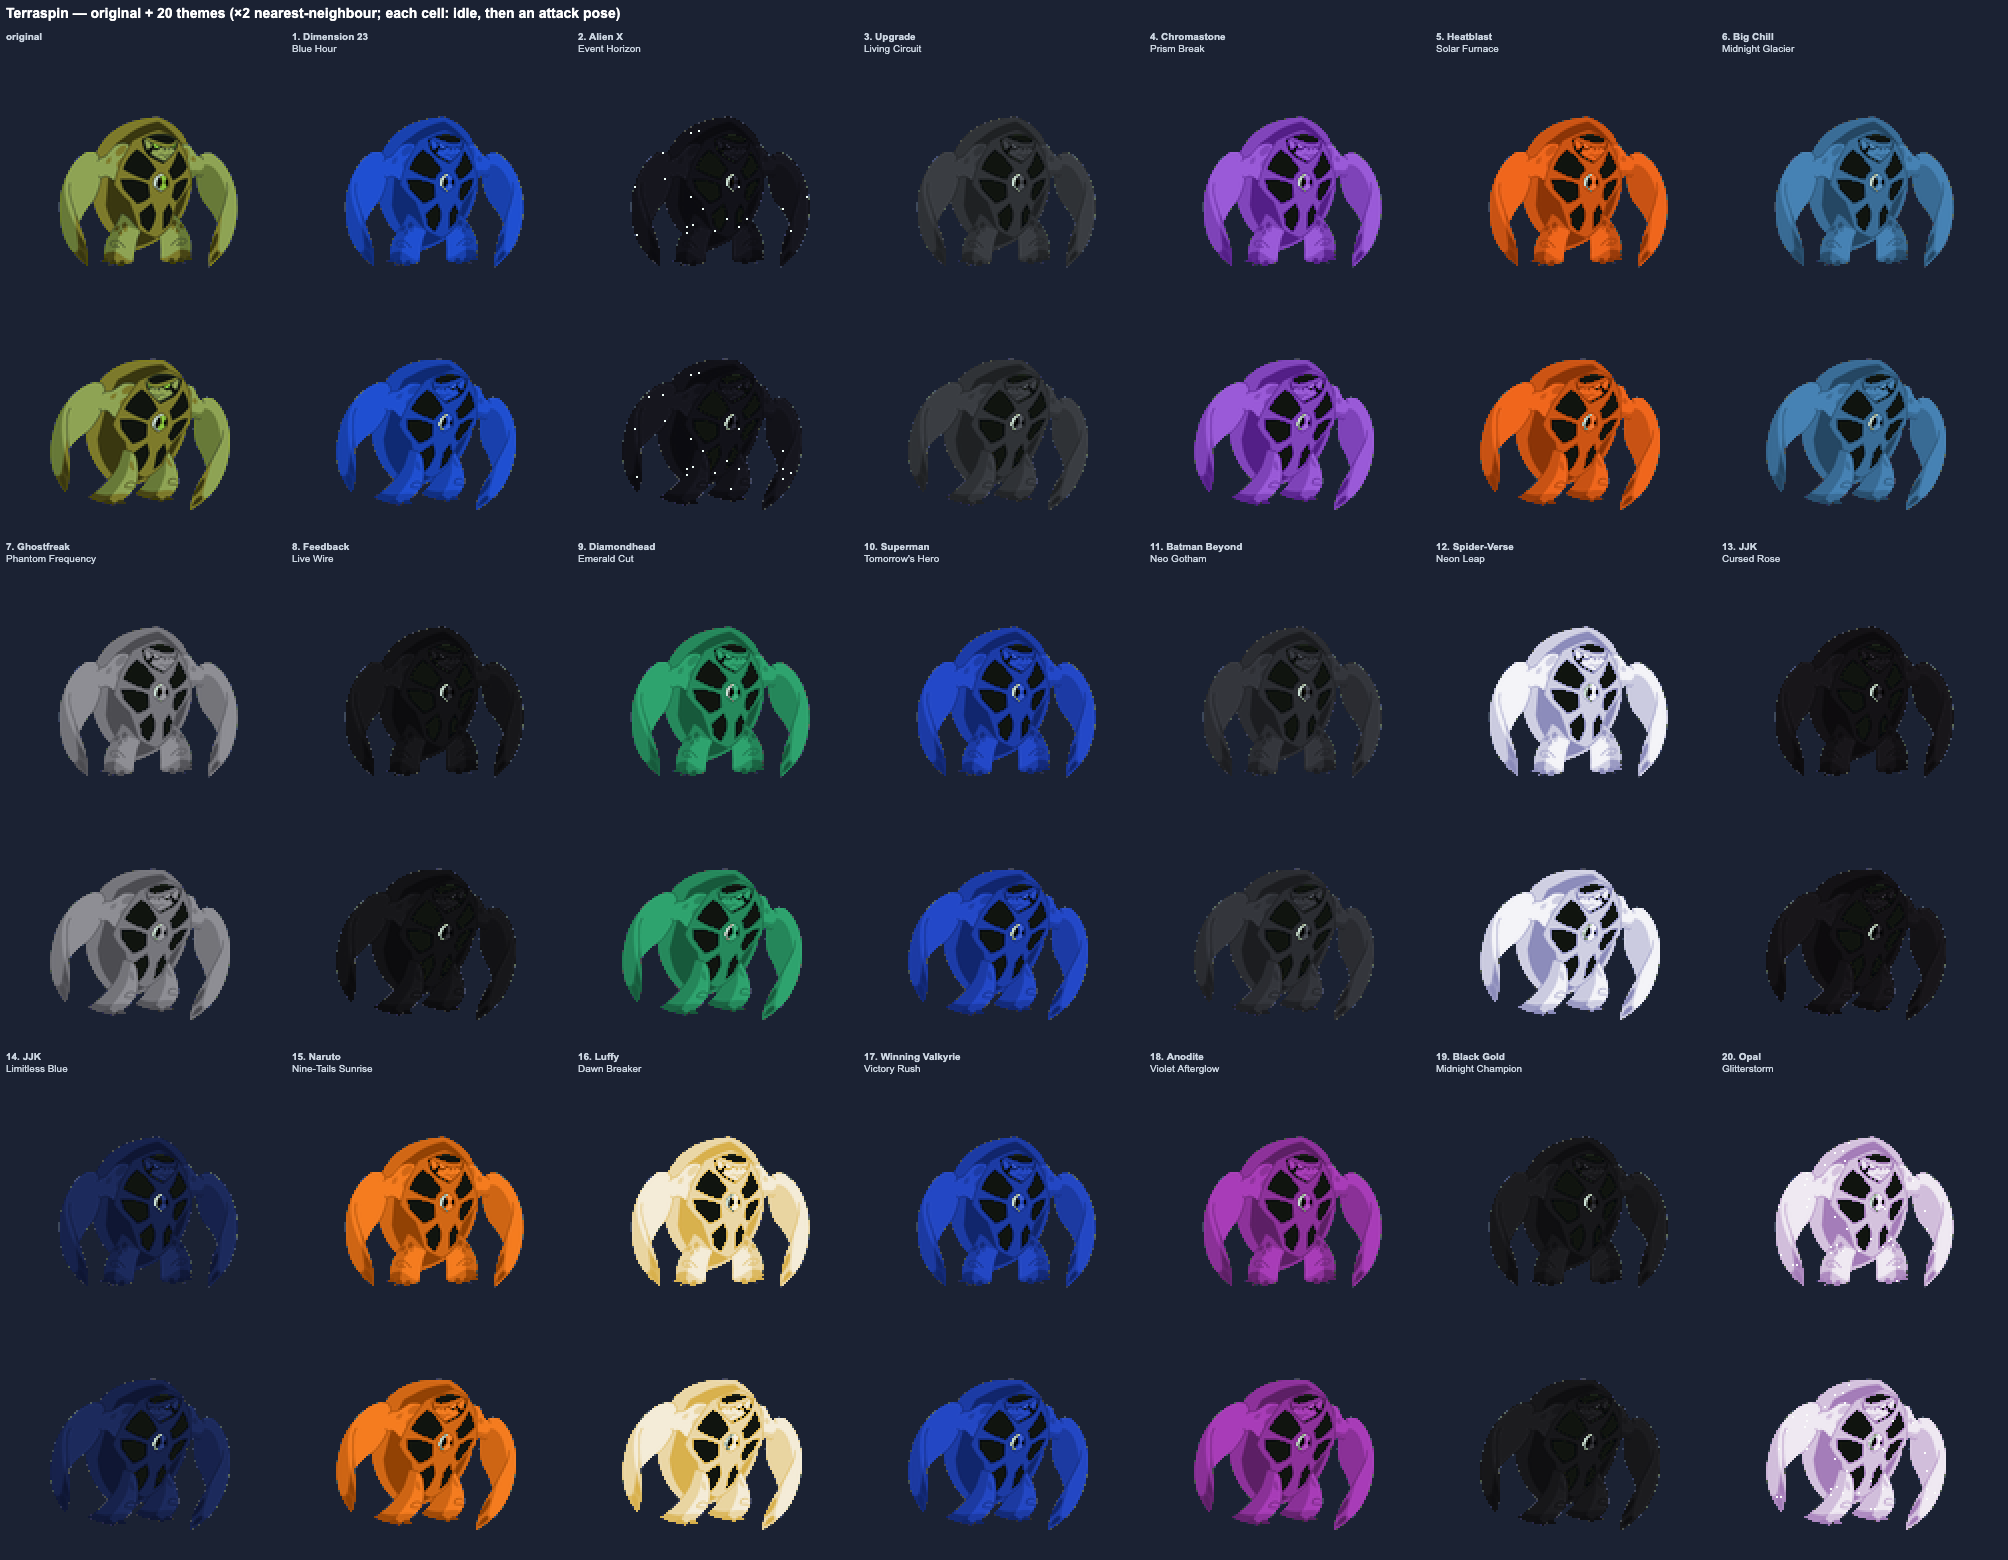 Terraspin — original + 20 themes (×2 nearest-neighbour; each cell: idle, then an attack pose)
original
1. Dimension 23
Blue Hour
2. Alien X
Event Horizon
3. Upgrade
Living Circuit
4. Chromastone
Prism Break
5. Heatblast
Solar Furnace
6. Big Chill
Midnight Glacier
7. Ghostfreak
Phantom Frequency
8. Feedback
Live Wire
9. Diamondhead
Emerald Cut
10. Superman
Tomorrow's Hero
11. Batman Beyond
Neo Gotham
12. Spider-Verse
Neon Leap
13. JJK
Cursed Rose
14. JJK
Limitless Blue
15. Naruto
Nine-Tails Sunrise
16. Luffy
Dawn Breaker
17. Winning Valkyrie
Victory Rush
18. Anodite
Violet Afterglow
19. Black Gold
Midnight Champion
20. Opal
Glitterstorm